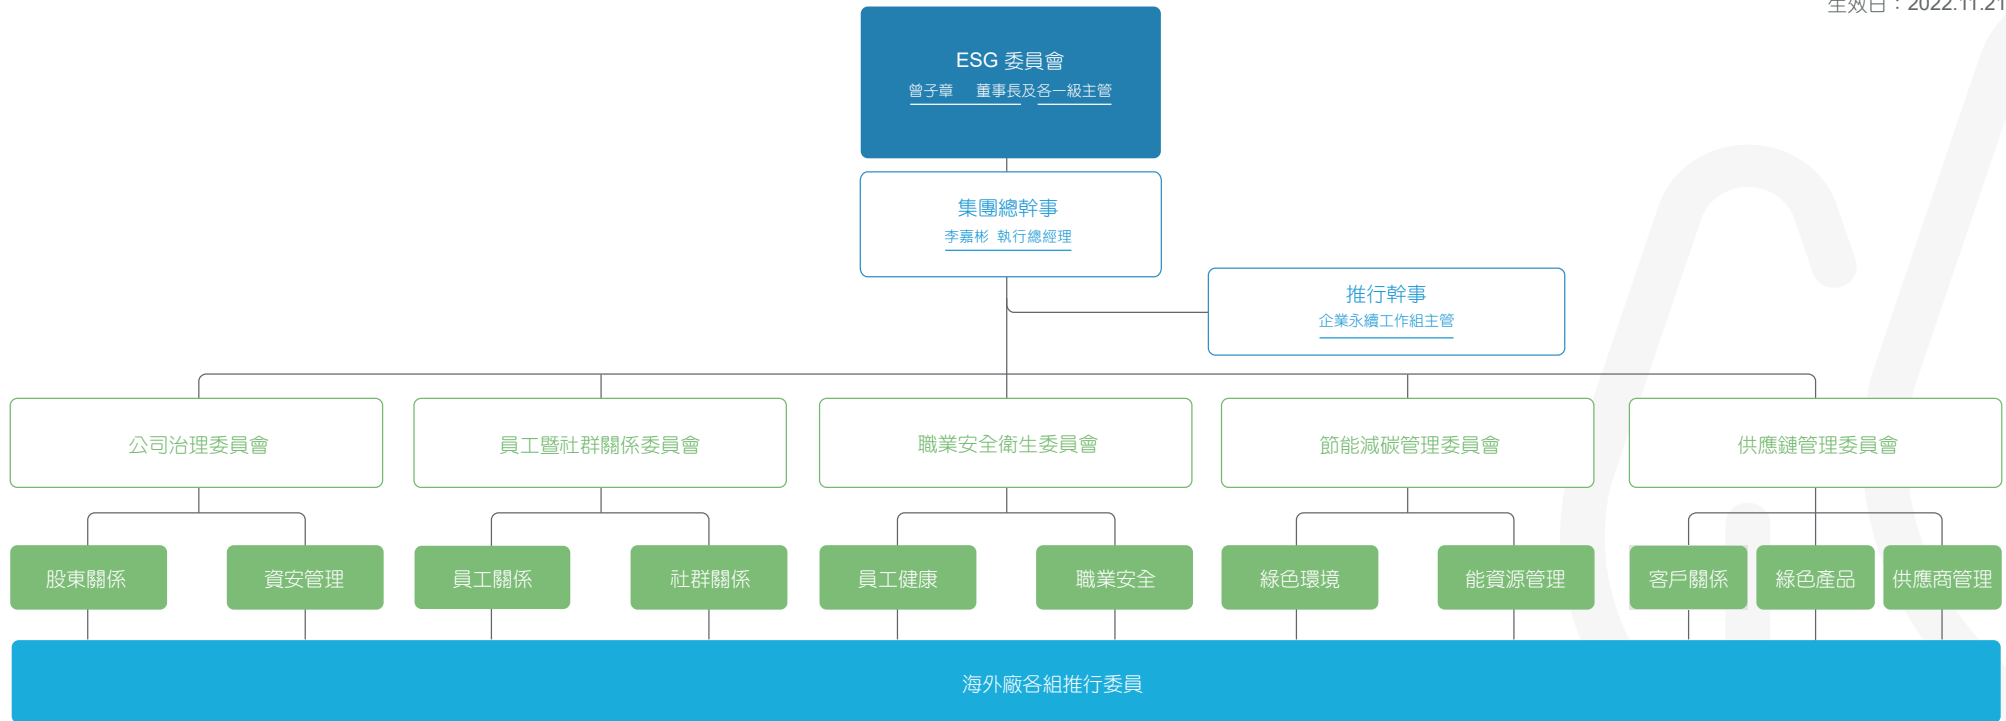 生效日：2022.11.21
ESG 委員會
曾子章 董事長及各一級主管
集團總幹事
李嘉彬 執行總經理
推行幹事
企業永續工作組主管
公司治理委員會
員工暨社群關係委員會
職業安全衛生委員會
節能減碳管理委員會
供應鏈管理委員會
股東關係
資安管理
員工關係
社群關係
員工健康
職業安全
綠色環境
能資源管理
客戶關係
綠色產品
供應商管理
海外廠各組推行委員